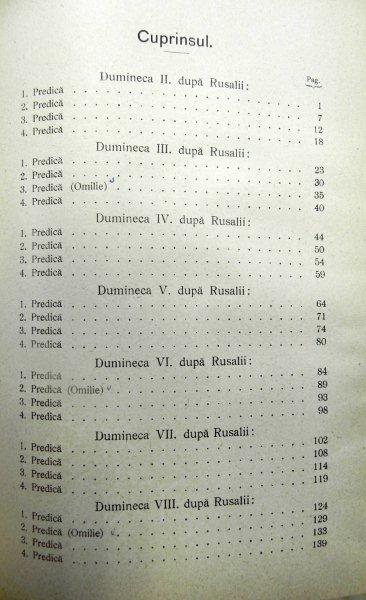 Cuprinsul.
Pag.
Dumineca II. după Rusalii:
1. Predică . . . . . . . . . . . . . . . . 1
2. Predică . . . . . . . . . . . . . . . . 7
3. Predică . . . . . . . . . . . . . . . . 12
4. Predică . . . . . . . . . . . . . . . . 18
Dumineca III. după Rusalii:
1. Predică . . . . . . . . . . . . . . . . 23
2. Predică . . . . . . . . . . . . . . . . 30
3. Predică (Omilie) . . . . . . . . . . . . 35
4. Predică . . . . . . . . . . . . . . . . 40
Dumineca IV. după Rusalii:
1. Predică . . . . . . . . . . . . . . . . 44
2. Predică . . . . . . . . . . . . . . . . 50
3. Predică . . . . . . . . . . . . . . . . 54
4. Predică . . . . . . . . . . . . . . . . 59
Dumineca V. după Rusalii:
1. Predică . . . . . . . . . . . . . . . . 64
2. Predică . . . . . . . . . . . . . . . . 71
3. Predică . . . . . . . . . . . . . . . . 74
4. Predică . . . . . . . . . . . . . . . . 80
Dumineca VI. după Rusalii:
1. Predică . . . . . . . . . . . . . . . . 84
2. Predică (Omilie) . . . . . . . . . . . . 89
3. Predică . . . . . . . . . . . . . . . . 93
4. Predică . . . . . . . . . . . . . . . . 98
Dumineca VII. după Rusalii:
1. Predică . . . . . . . . . . . . . . . . 102
2. Predică . . . . . . . . . . . . . . . . 108
3. Predică . . . . . . . . . . . . . . . . 114
4. Predică . . . . . . . . . . . . . . . . 119
Dumineca VIII. după Rusalii:
1. Predică . . . . . . . . . . . . . . . . 124
2. Predică (Omilie) . . . . . . . . . . . . 129
3. Predică . . . . . . . . . . . . . . . . 133
4. Predică . . . . . . . . . . . . . . . . 139